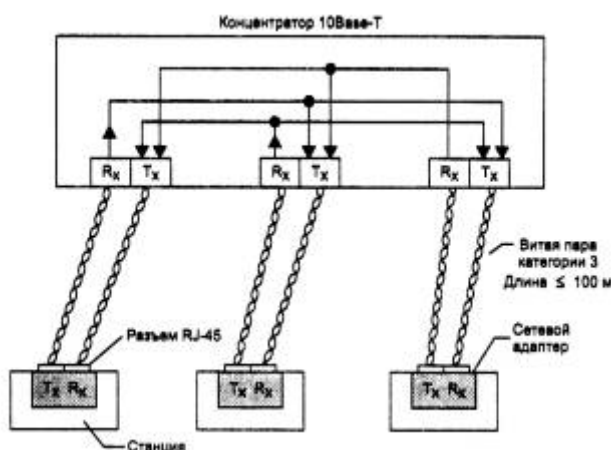 Концентратор 10Base-T
Rx Tx Rx Tx Rx Tx
Витая пара
категории 3
Длина ≤ 100 м
Разъем RJ-45
Сетевой
адаптер
Tx Rx Tx Rx Tx Rx
Станция